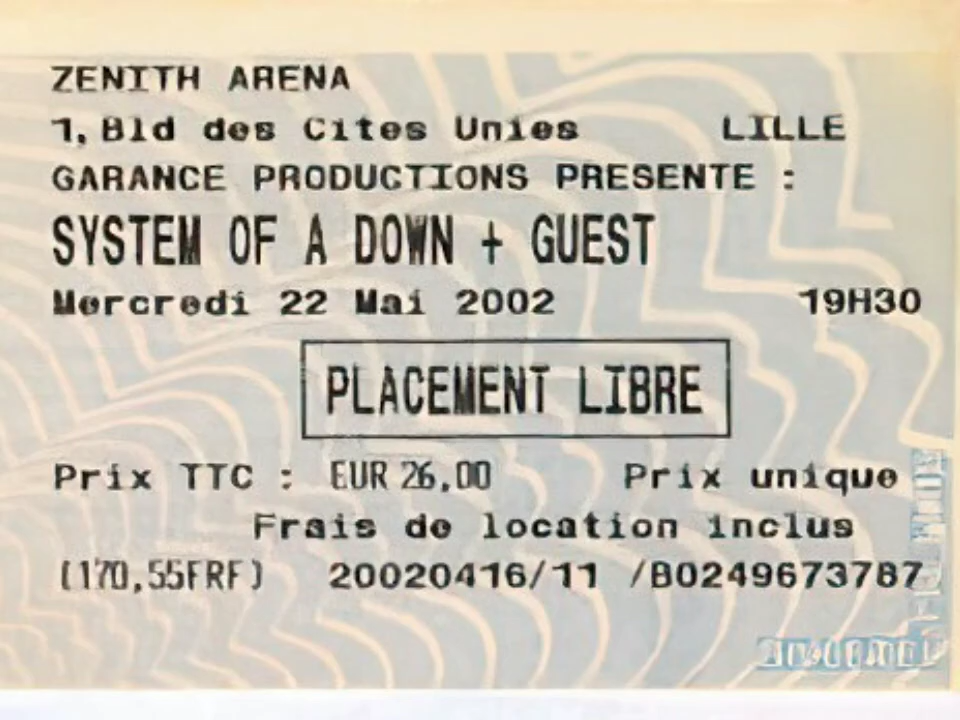 ZENITH ARENA
1, Bld des Cites Unies LILLE
GARANCE PRODUCTIONS PRESENTE :
SYSTEM OF A DOWN + GUEST
Mercredi 22 Mai 2002 19H30
PLACEMENT LIBRE
Prix TTC : EUR 26,00 Prix unique
Frais de location inclus
(170,55FRF) 20020416/11 /B0249673787